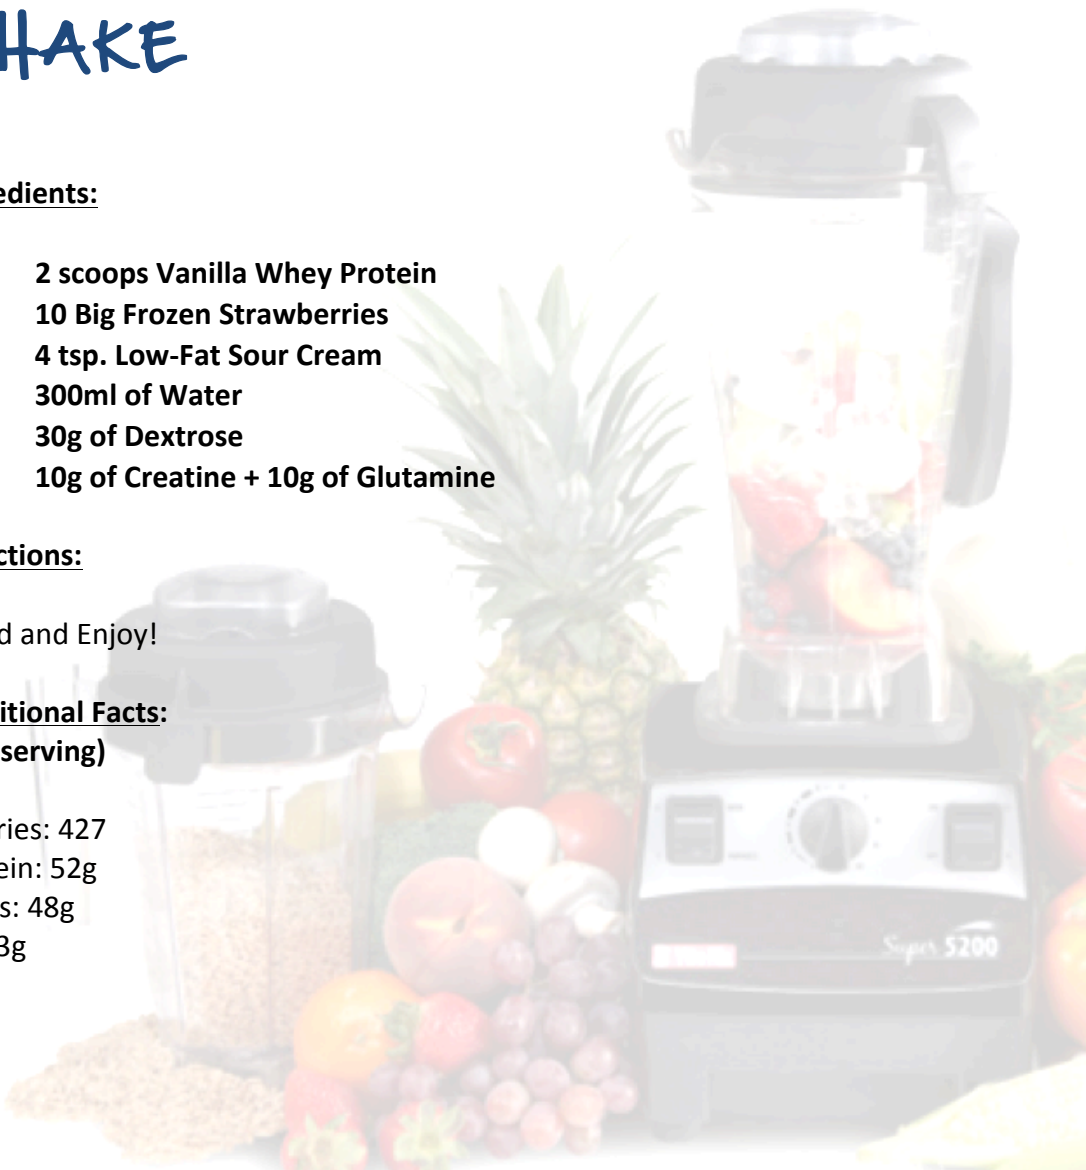 HAKE
edients:
2 scoops Vanilla Whey Protein
10 Big Frozen Strawberries
4 tsp. Low-Fat Sour Cream
300ml of Water
30g of Dextrose
10g of Creatine + 10g of Glutamine
ctions:
d and Enjoy!
itional Facts:
serving)
ries: 427
ein: 52g
s: 48g
3g
Super 5200